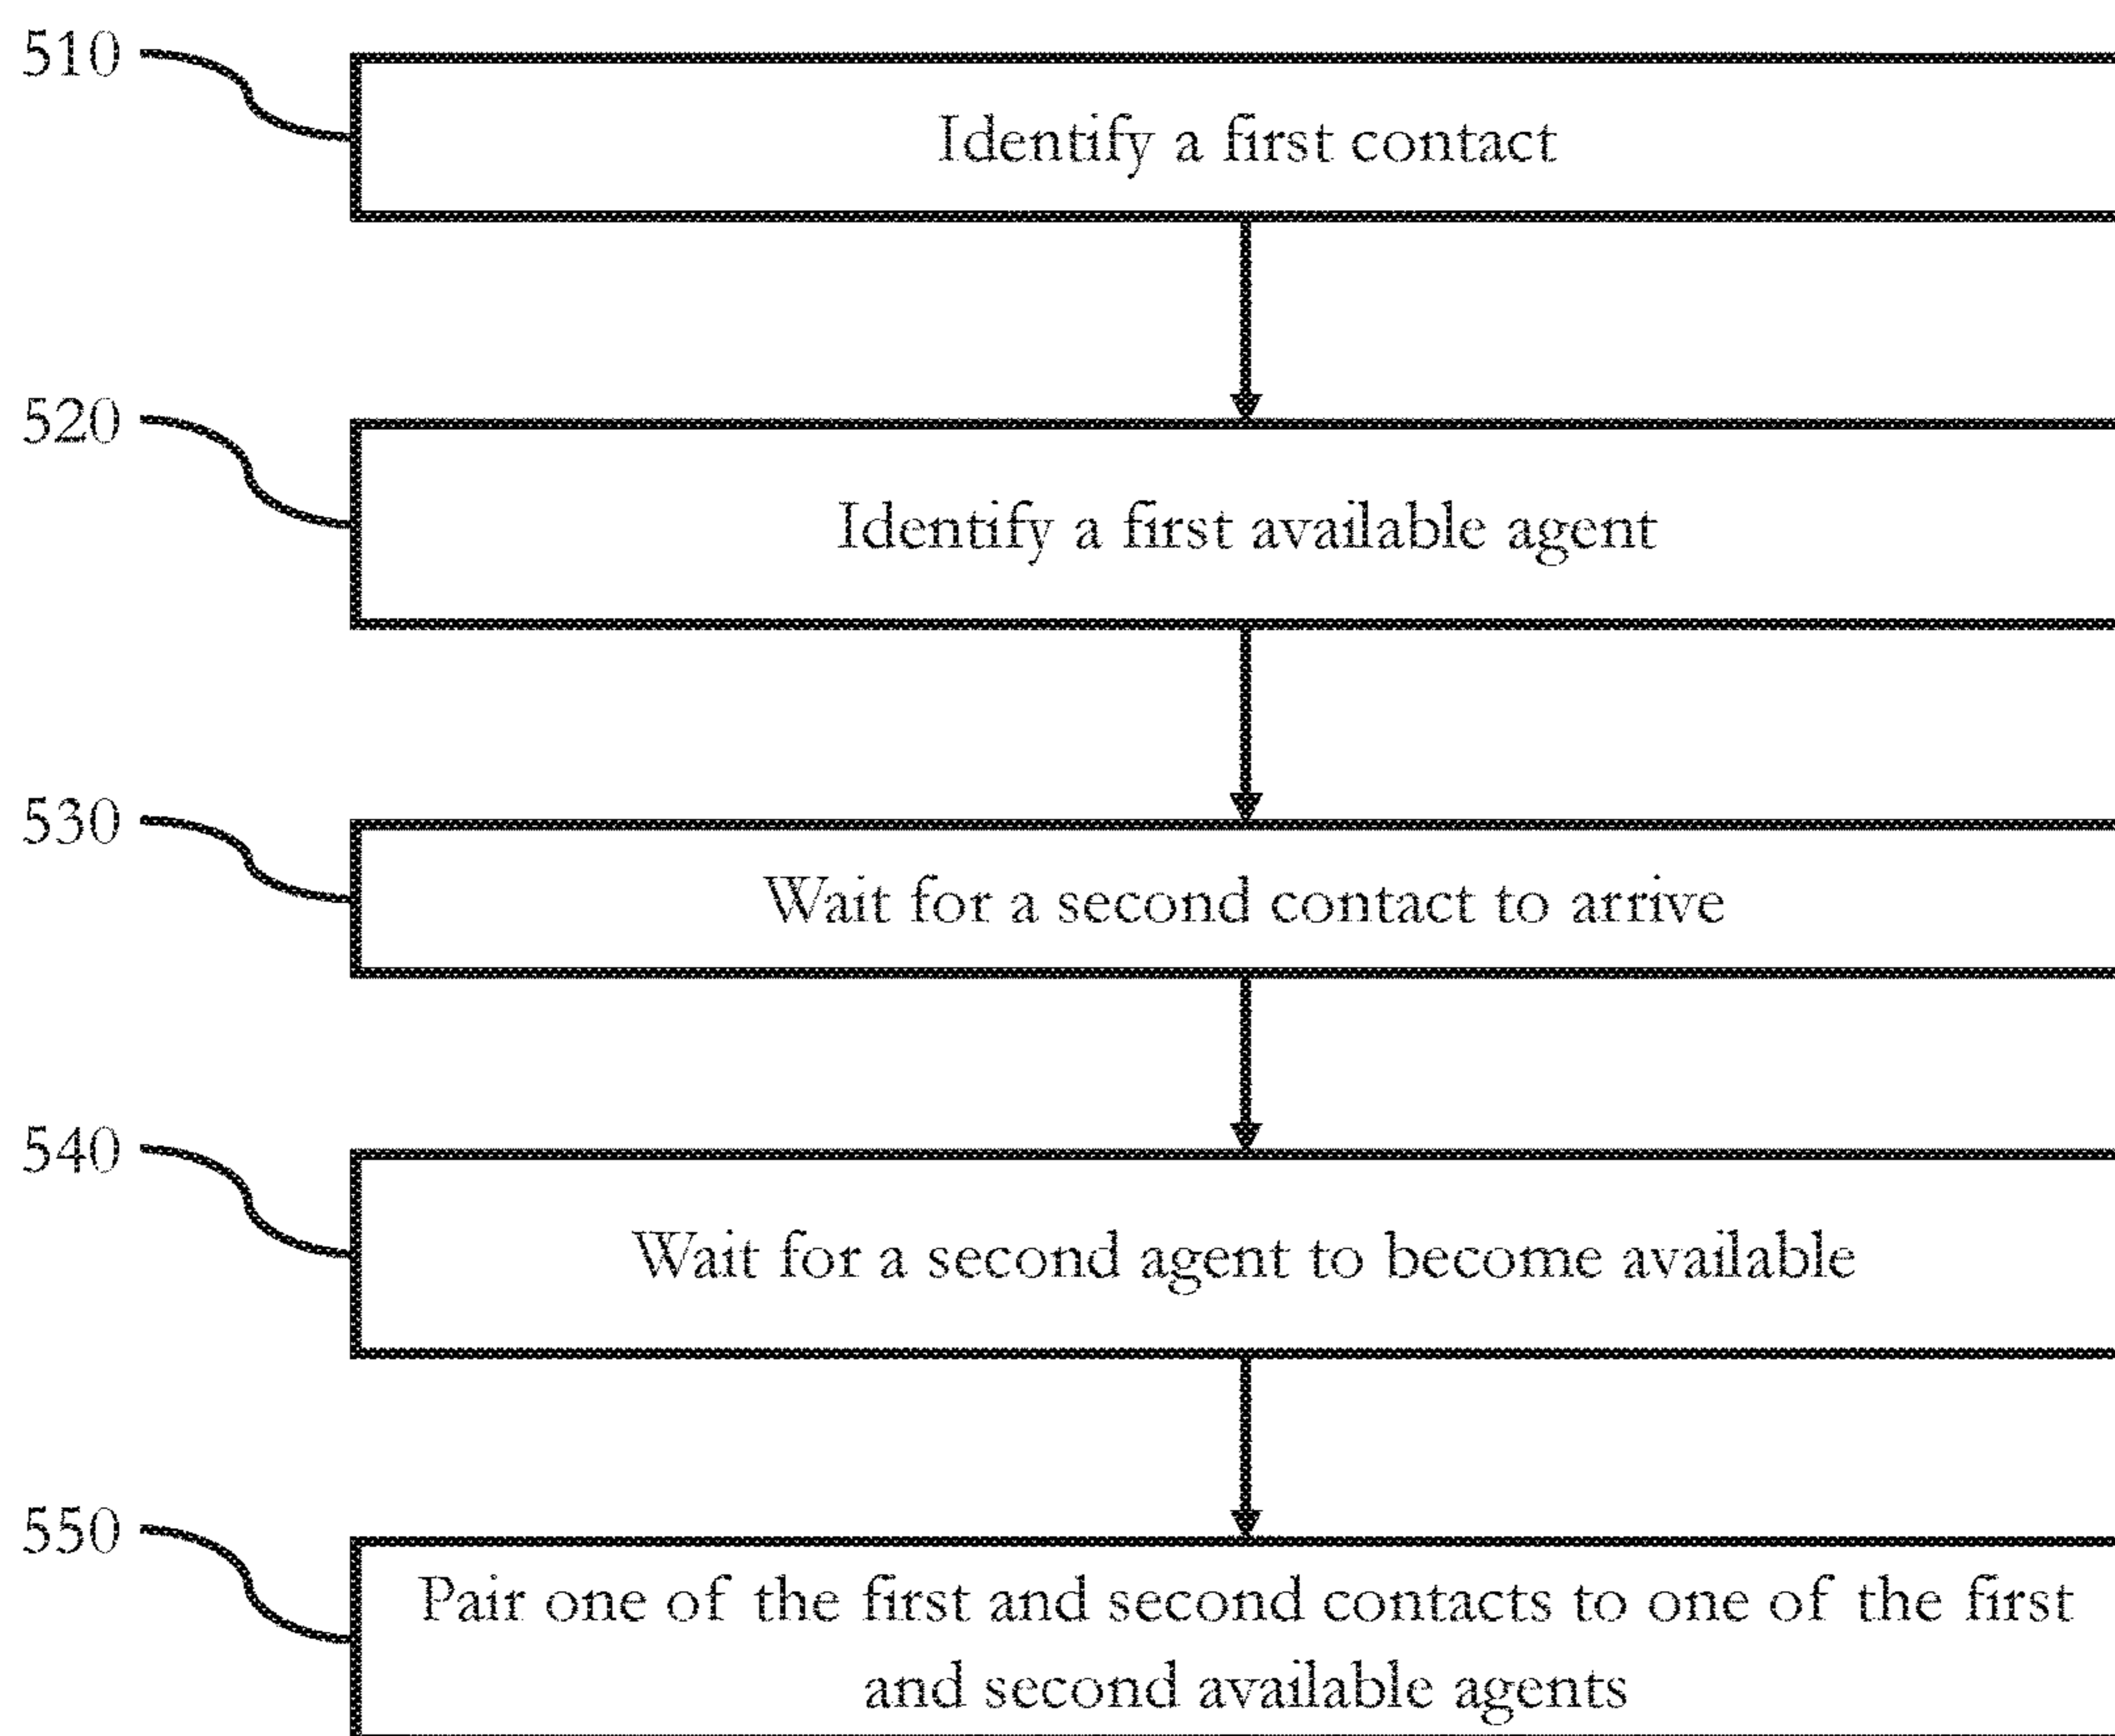 510
Identify a first contact
520
Identify a first available agent
530
Wait for a second contact to arrive
540
Wait for a second agent to become available
550
Pair one of the first and second contacts to one of the first
and second available agents